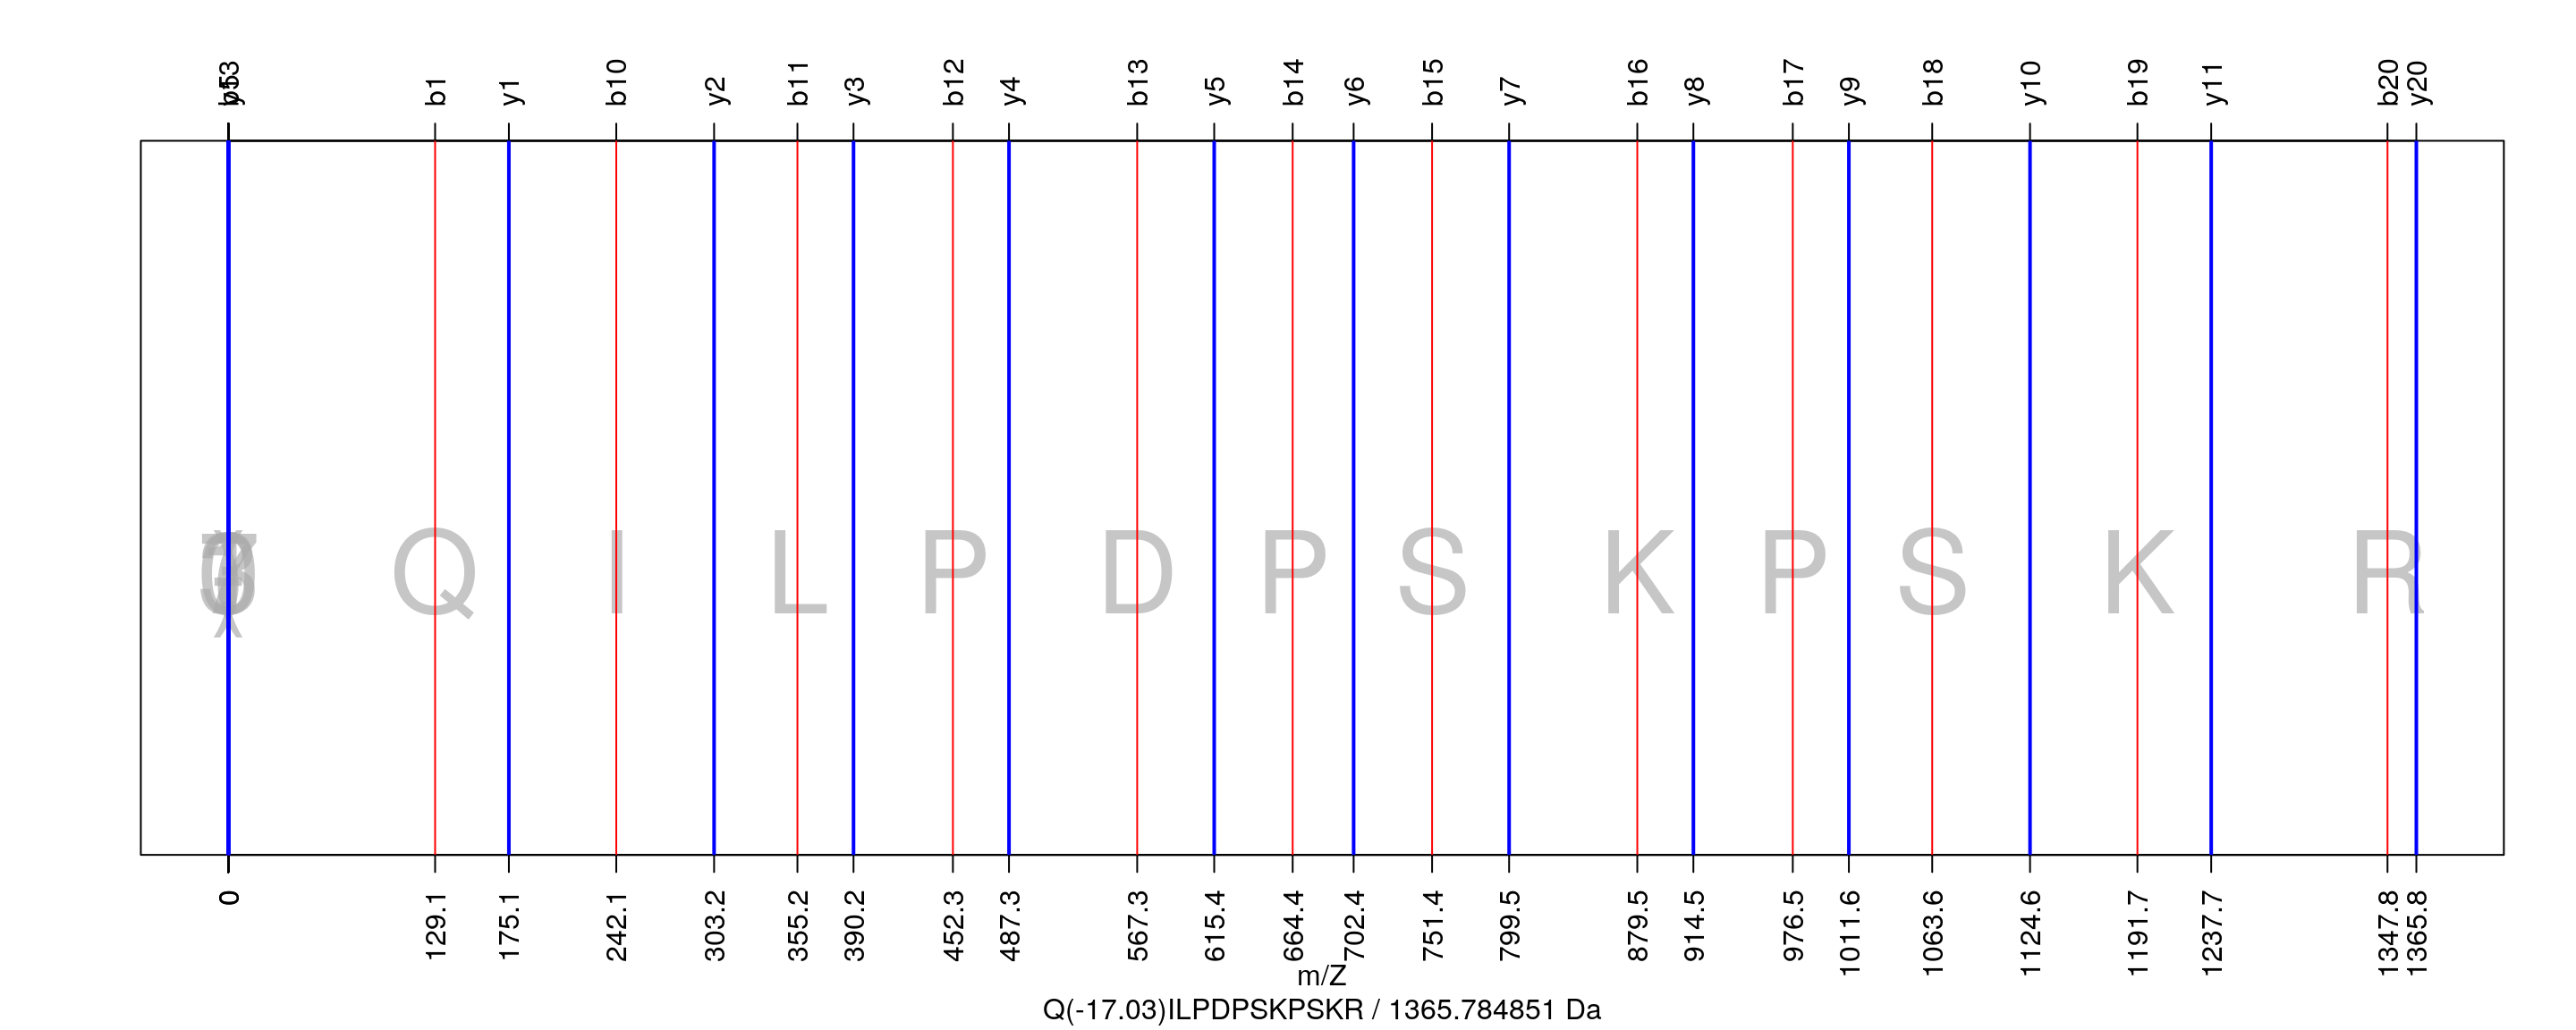 b1 y1 b10 y2 b11 y3 b12 y4 b13 y5 b14 y6 b15 y7 b16 y8 b17 y9 b18 y10 b19 y11 b20 y20
Q I L P D P S K P S K R
0 129.1 175.1 242.1 303.2 355.2 390.2 452.3 487.3 567.3 615.4 664.4 702.4 751.4 799.5 879.5 914.5 976.5 1011.6 1063.6 1124.6 1191.7 1237.7 1347.8 1365.8
m/Z
Q(-17.03)ILPDPSKPSKR / 1365.784851 Da